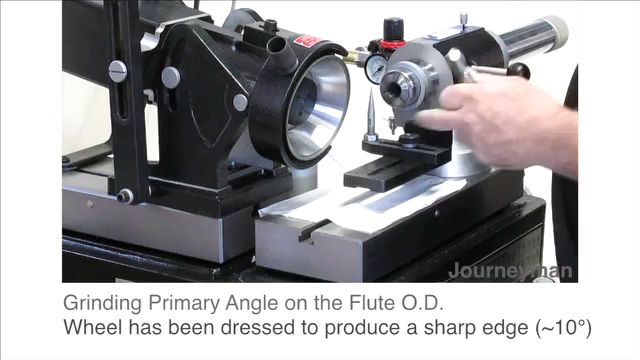 Journeyman
Grinding Primary Angle on the Flute O.D.
Wheel has been dressed to produce a sharp edge (~10°)